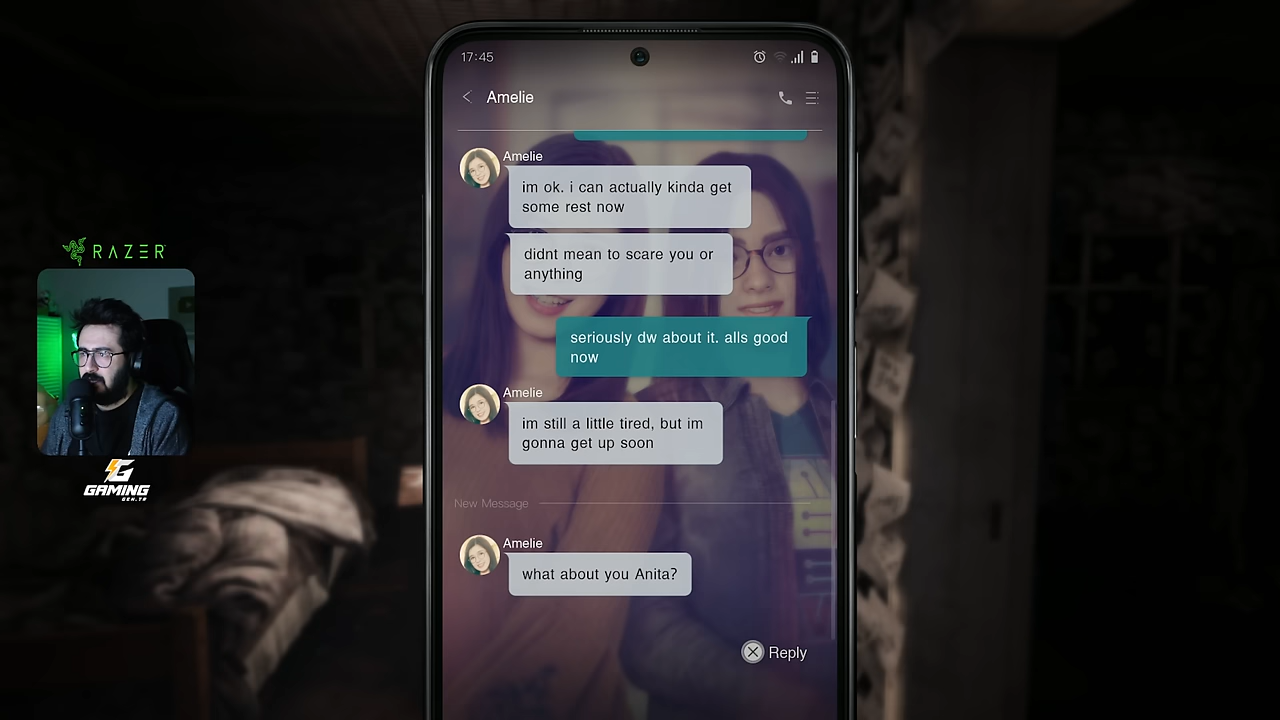 17:45
Amelie
Amelie
im ok. i can actually kinda get
some rest now
didnt mean to scare you or
anything
seriously dw about it. alls good
now
Amelie
im still a little tired, but im
gonna get up soon
New Message
Amelie
what about you Anita?
Reply
RAZER
GAMING
GEN.TR